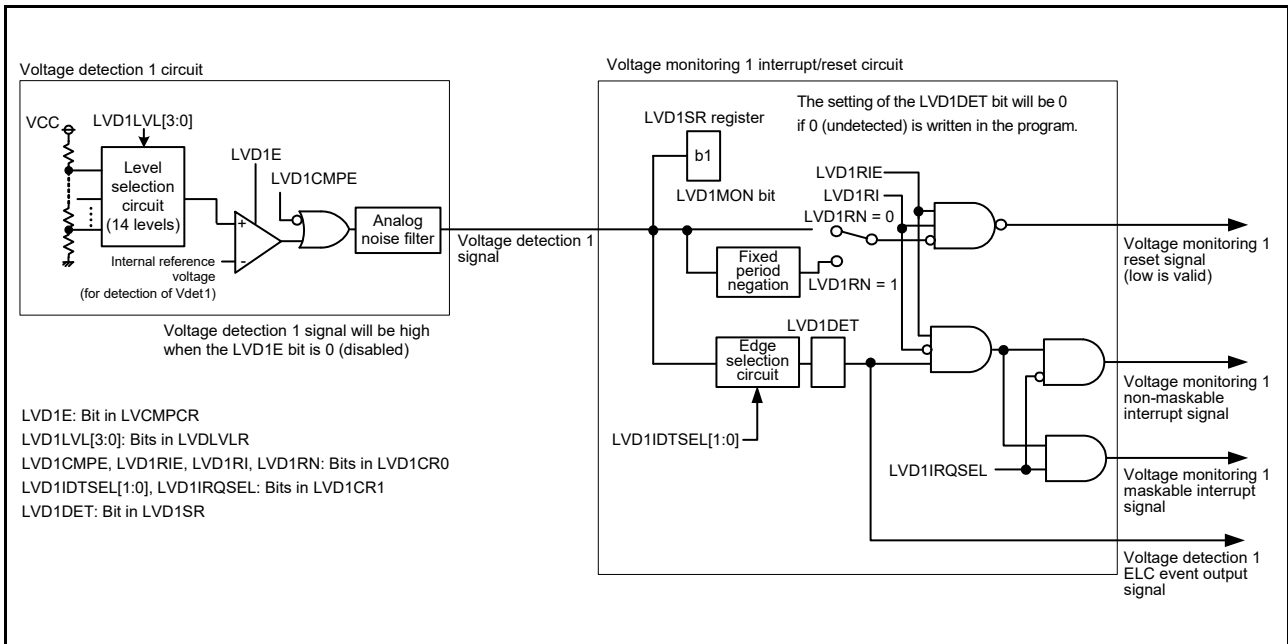 Voltage detection 1 circuit
VCC
LVD1LVL[3:0]
Level
selection
circuit
(14 levels)
LVD1E
LVD1CMPE
+
-
Internal reference
voltage
(for detection of Vdet1)
Analog
noise filter
Voltage detection 1
signal
Voltage detection 1 signal will be high
when the LVD1E bit is 0 (disabled)
Voltage monitoring 1 interrupt/reset circuit
The setting of the LVD1DET bit will be 0
if 0 (undetected) is written in the program.
LVD1SR register
b1
LVD1MON bit
LVD1RIE
LVD1RI
LVD1RN = 0
Fixed
period
negation
LVD1RN = 1
LVD1DET
Edge
selection
circuit
LVD1IDTSEL[1:0]
LVD1IRQSEL
Voltage monitoring 1
reset signal
(low is valid)
Voltage monitoring 1
non-maskable
interrupt signal
Voltage monitoring 1
maskable interrupt
signal
Voltage detection 1
ELC event output
signal
LVD1E: Bit in LVCMPCR
LVD1LVL[3:0]: Bits in LVDLVLR
LVD1CMPE, LVD1RIE, LVD1RI, LVD1RN: Bits in LVD1CR0
LVD1IDTSEL[1:0], LVD1IRQSEL: Bits in LVD1CR1
LVD1DET: Bit in LVD1SR